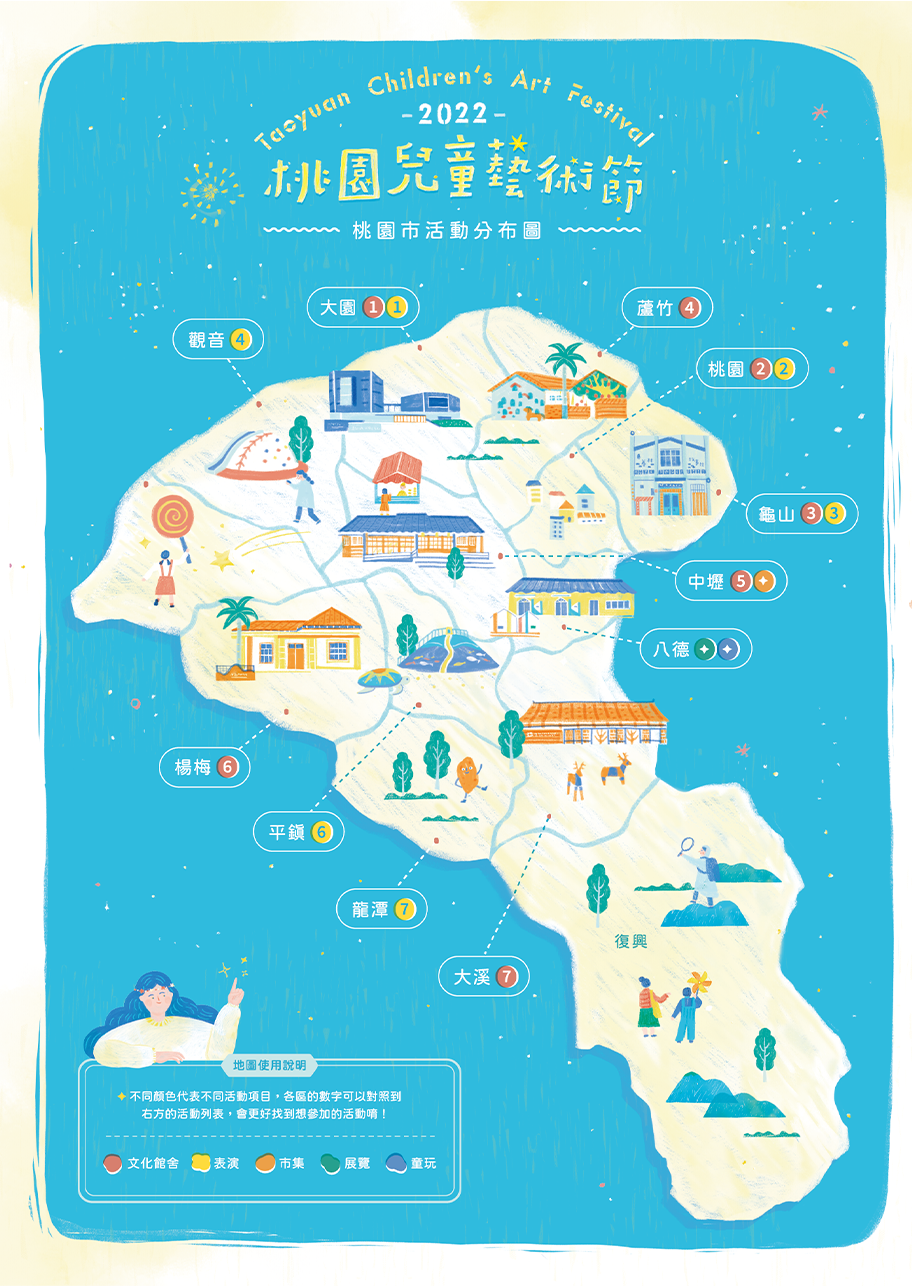 Taoyuan Children's Art Festival
-2022-
桃園兒童藝術節
桃園市活動分布圖
大園 1 1
蘆竹 4
觀音 4
桃園 2 2
龜山 3 3
中壢 5
八德
楊梅 6
平鎮 6
龍潭 7
復興
大溪 7
地圖使用說明
不同顏色代表不同活動項目，各區的數字可以對照到
右方的活動列表，會更好找到想參加的活動唷！
文化館舍 表演 市集 展覽 童玩